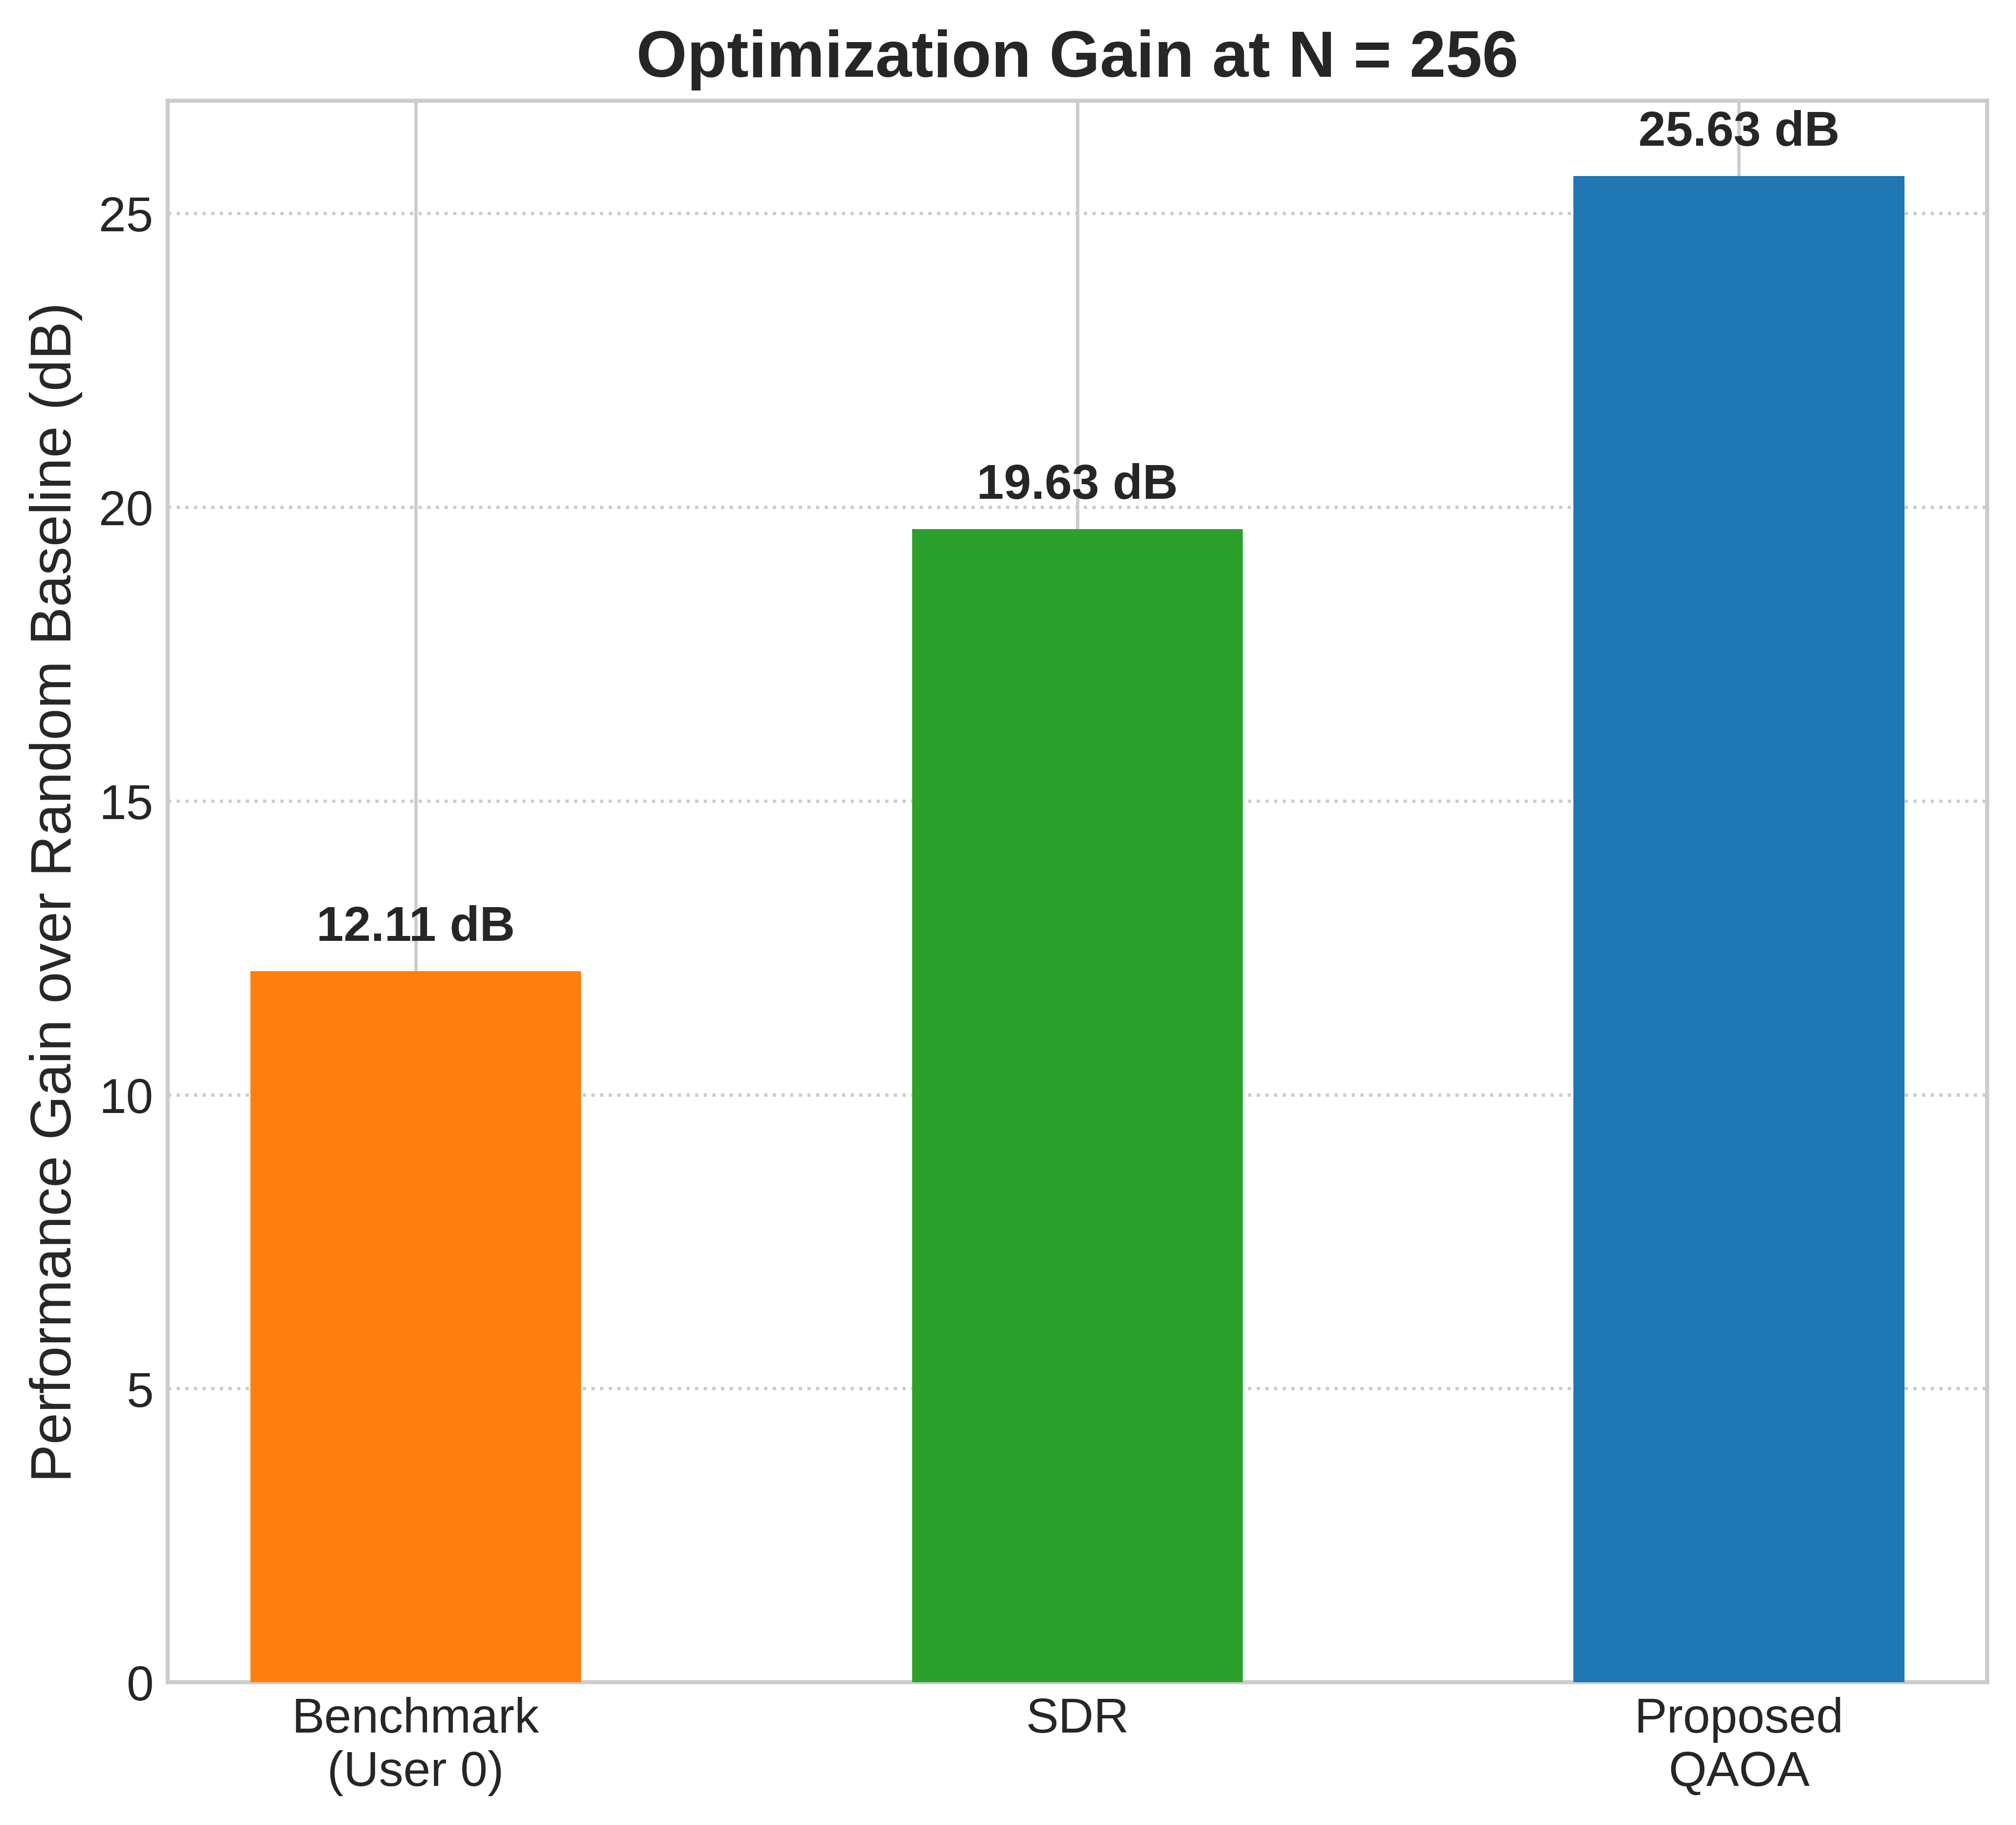 Optimization Gain at N = 256
Performance Gain over Random Baseline (dB)
25
20
15
10
5
0
12.11 dB
19.63 dB
25.63 dB
Benchmark
(User 0)
SDR
Proposed
QAOA